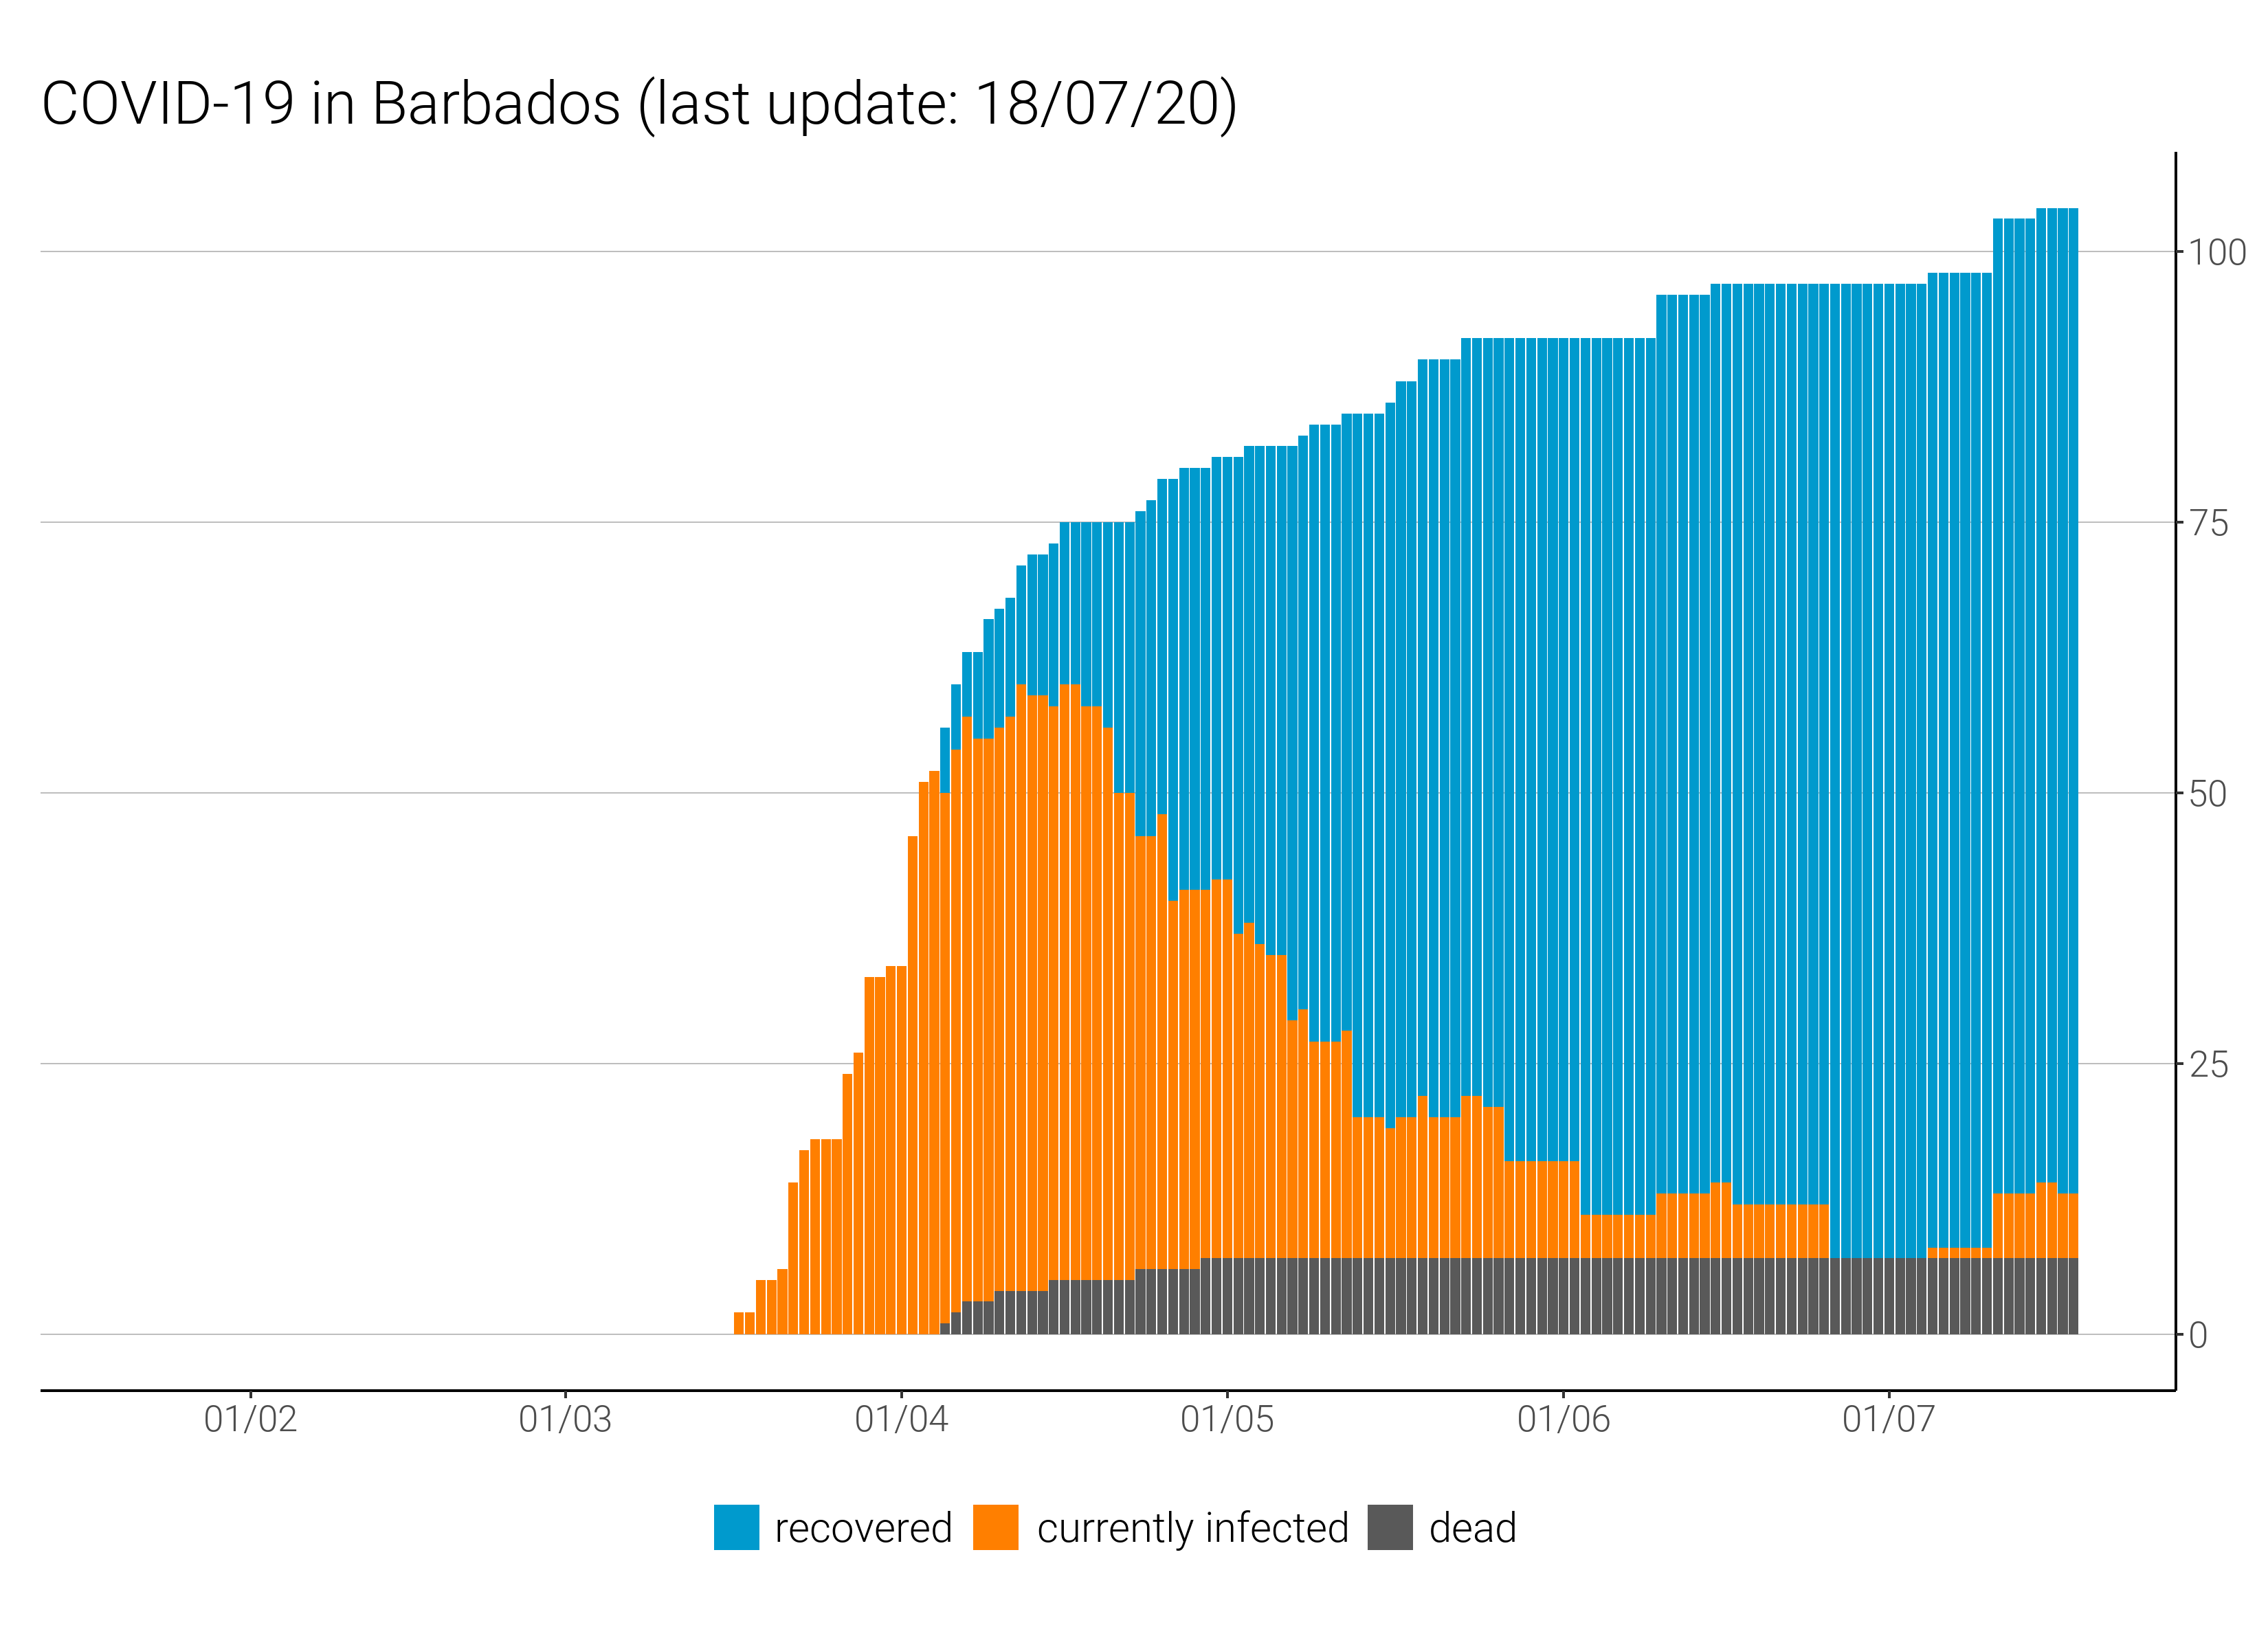 COVID-19 in Barbados (last update: 18/07/20)
100
75
50
25
0
01/02 01/03 01/04 01/05 01/06 01/07
recovered currently infected dead